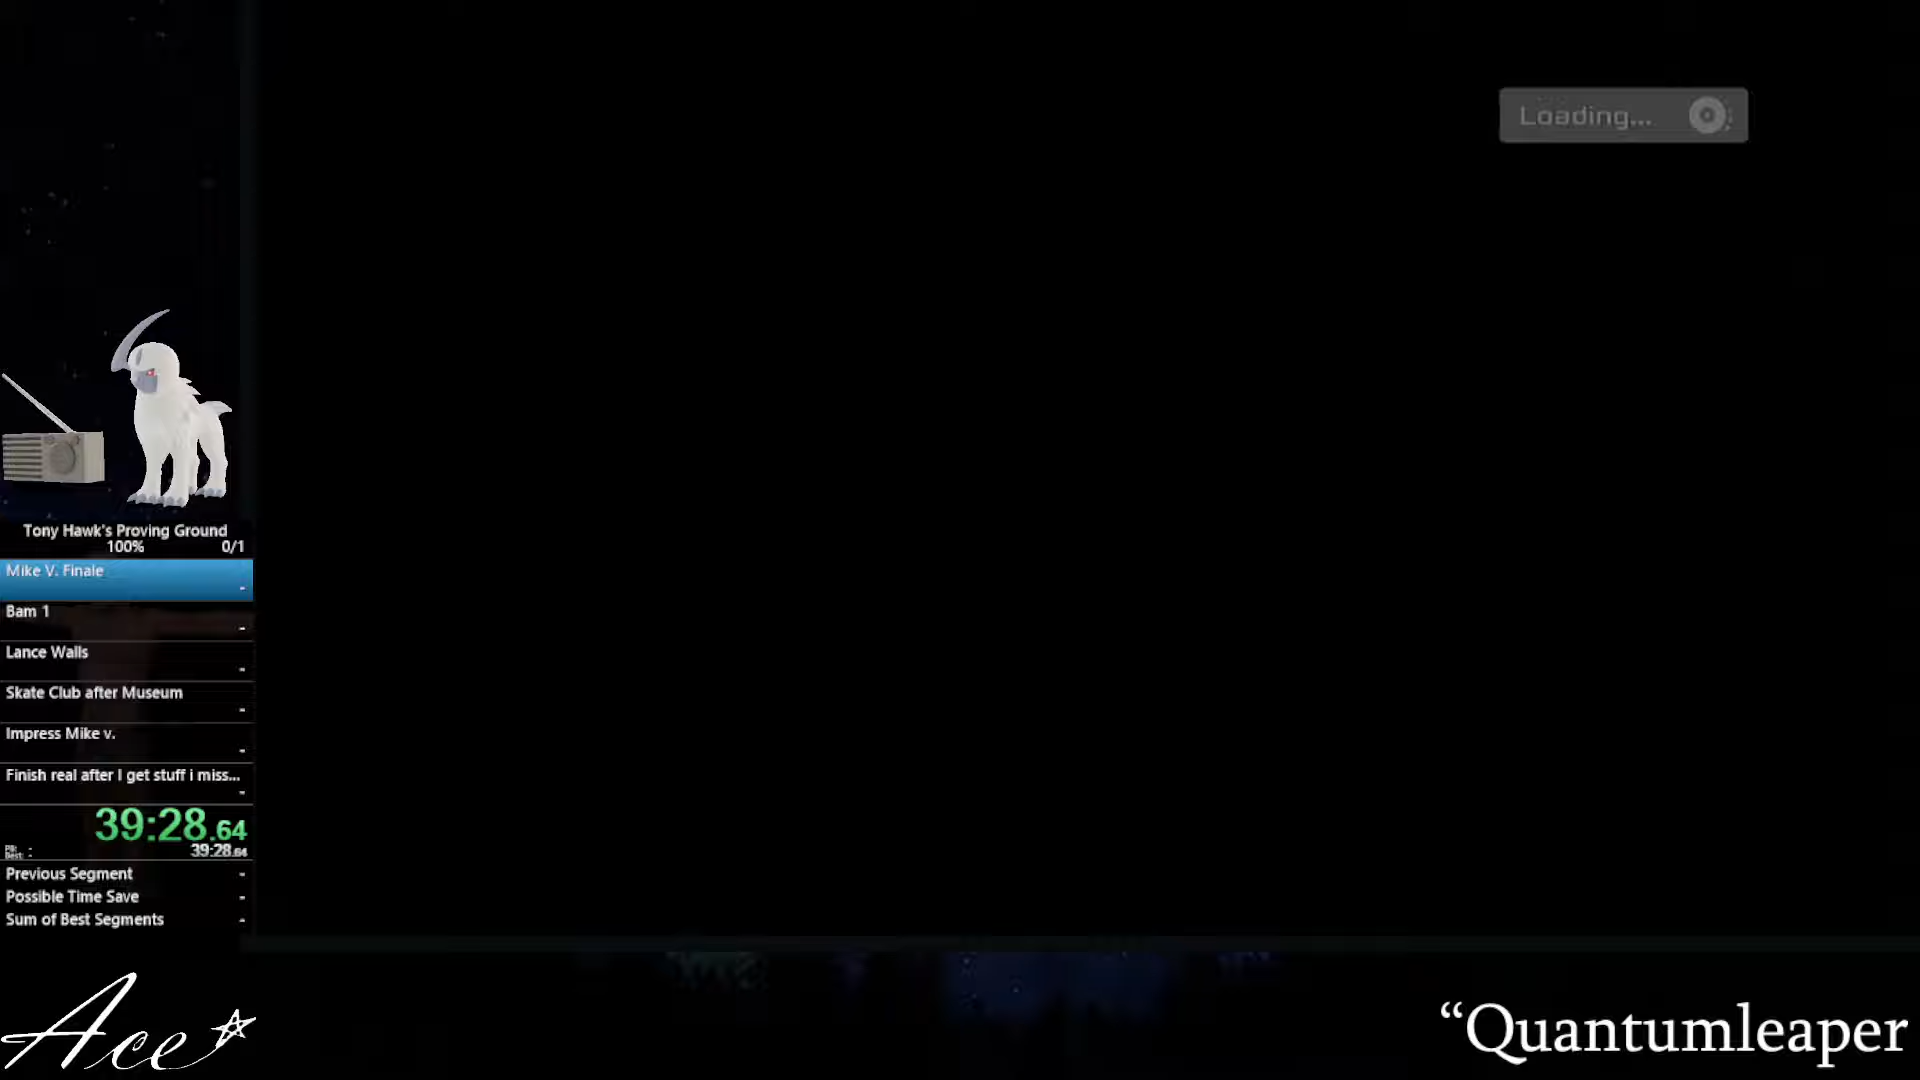 Loading...
Tony Hawk's Proving Ground
100% 0/1
Mike V. Finale
-
Bam 1
-
Lance Walls
-
Skate Club after Museum
-
Impress Mike v.
-
Finish real after I get stuff i miss...
-
39:28.64
PB:
Best: :
39:28.64
Previous Segment -
Possible Time Save -
Sum of Best Segments -
Ace
“Quantumleaper